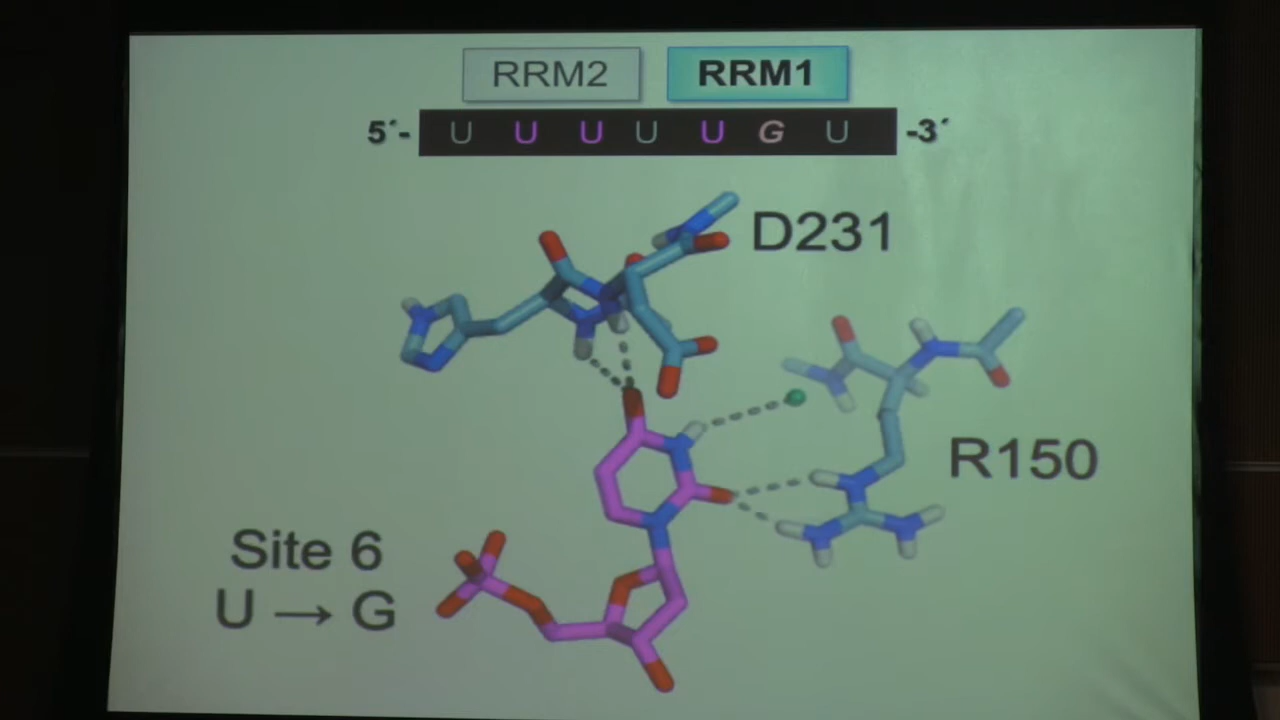 RRM2 RRM1
5´- U U U U U G U -3´
D231
R150
Site 6
U → G